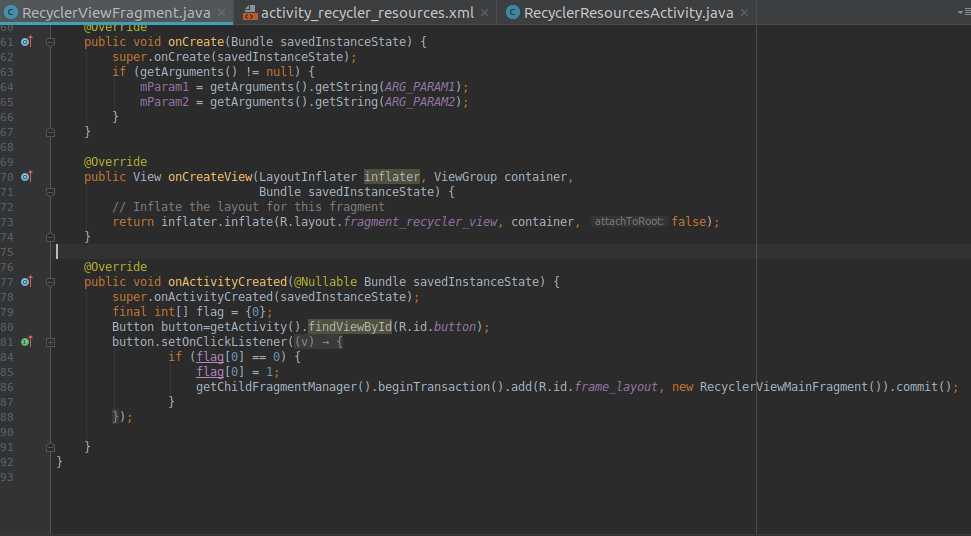 RecyclerViewFragment.java activity_recycler_resources.xml RecyclerResourcesActivity.java
60 @Override
61 public void onCreate(Bundle savedInstanceState) {
62 super.onCreate(savedInstanceState);
63 if (getArguments() != null) {
64 mParam1 = getArguments().getString(ARG_PARAM1);
65 mParam2 = getArguments().getString(ARG_PARAM2);
66 }
67 }
68
69 @Override
70 public View onCreateView(LayoutInflater inflater, ViewGroup container,
71 Bundle savedInstanceState) {
72 // Inflate the layout for this fragment
73 return inflater.inflate(R.layout.fragment_recycler_view, container, attachToRoot: false);
74 }
75
76 @Override
77 public void onActivityCreated(@Nullable Bundle savedInstanceState) {
78 super.onActivityCreated(savedInstanceState);
79 final int[] flag = {0};
80 Button button=getActivity().findViewById(R.id.button);
81 button.setOnClickListener((v) → {
84 if (flag[0] == 0) {
85 flag[0] = 1;
86 getChildFragmentManager().beginTransaction().add(R.id.frame_layout, new RecyclerViewMainFragment()).commit();
87 }
88 });
90
91 }
92 }
93